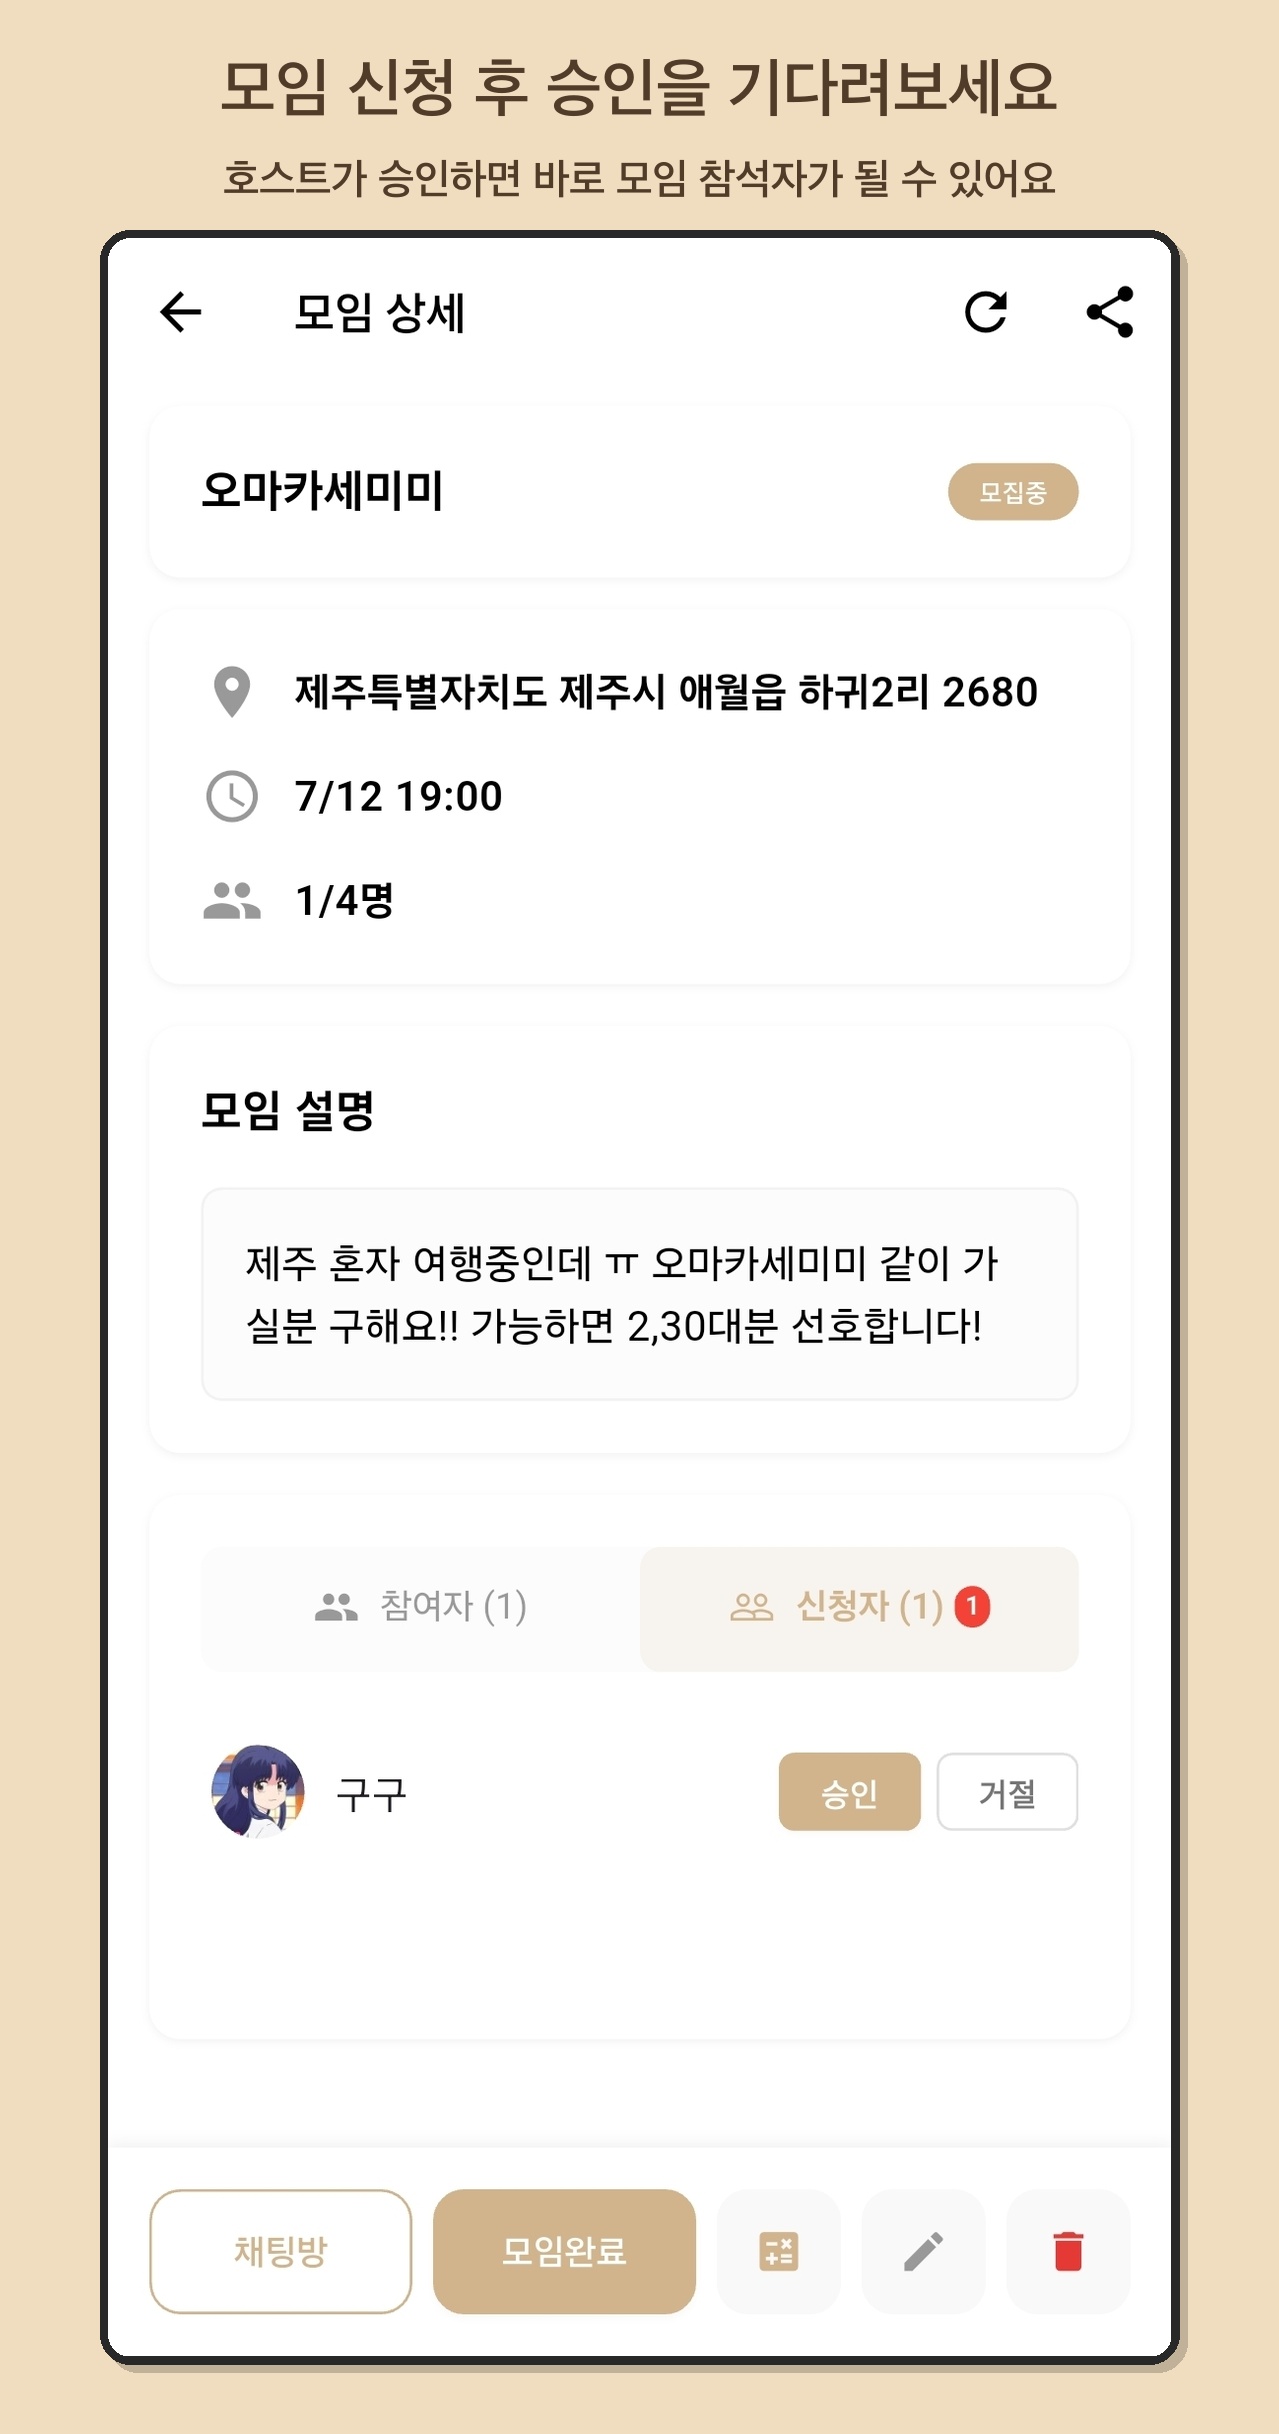 모임 신청 후 승인을 기다려보세요
호스트가 승인하면 바로 모임 참석자가 될 수 있어요
모임 상세
오마카세미미
모집중
제주특별자치도 제주시 애월읍 하귀2리 2680
7/12 19:00
1/4명
모임 설명
제주 혼자 여행중인데 ㅠ 오마카세미미 같이 가
실분 구해요!! 가능하면 2,30대분 선호합니다!
참여자 (1)
신청자 (1) 1
구구
승인
거절
채팅방
모임완료